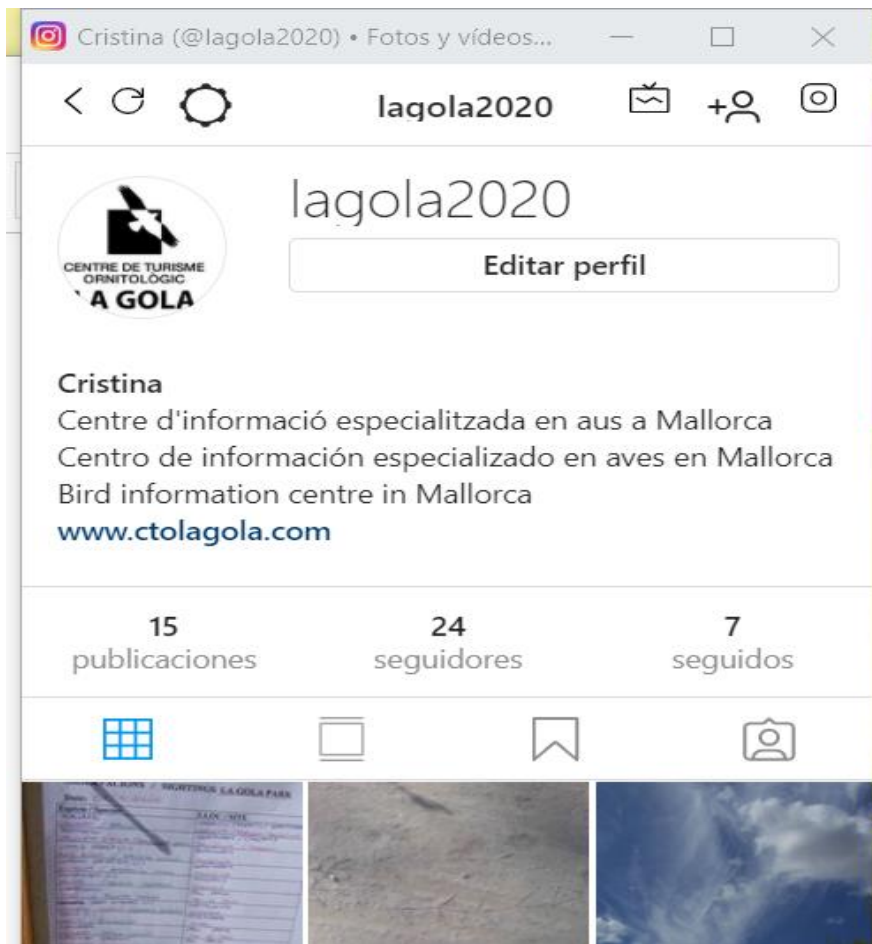 Cristina (@lagola2020) • Fotos y vídeos...
lagola2020
lagola2020
CENTRE DE TURISME
ORNITOLÒGIC
LA GOLA
Editar perfil
Cristina
Centre d'informació especialitzada en aus a Mallorca
Centro de información especializado en aves en Mallorca
Bird information centre in Mallorca
www.ctolagola.com
15 24 7
publicaciones seguidores seguidos
SIGHTINGS LA GOLA PARK